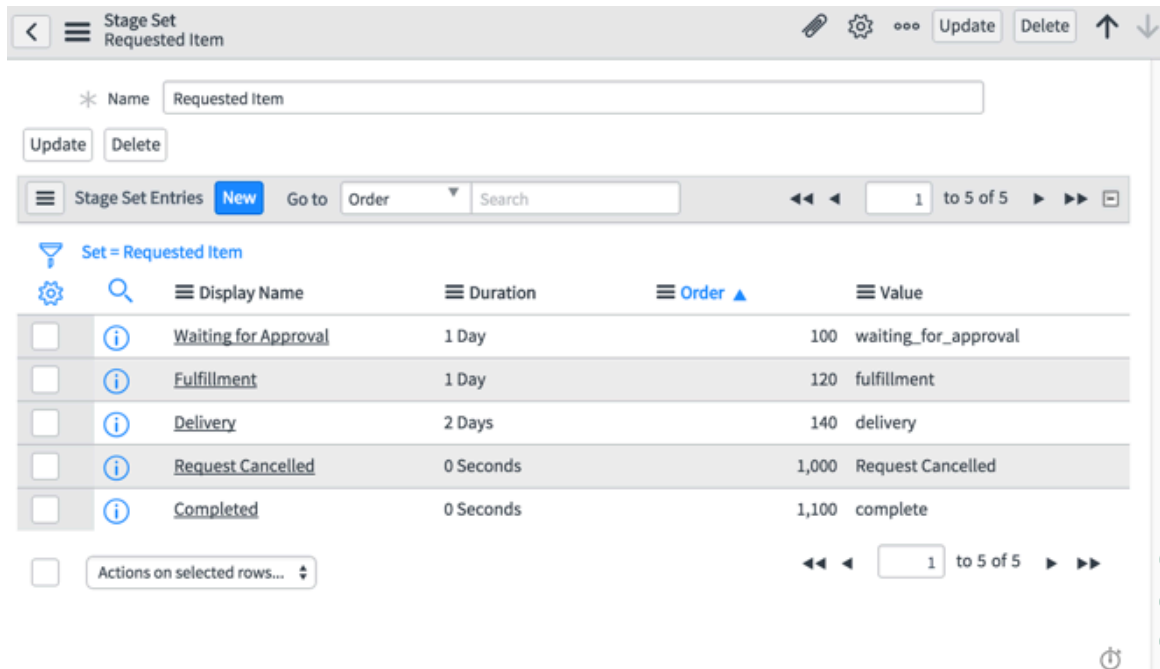 Stage Set
Requested Item
Update Delete
Name Requested Item
Update Delete
Stage Set Entries New Go to Order Search 1 to 5 of 5
Set = Requested Item
Display Name Duration Order Value
Waiting for Approval 1 Day 100 waiting_for_approval
Fulfillment 1 Day 120 fulfillment
Delivery 2 Days 140 delivery
Request Cancelled 0 Seconds 1,000 Request Cancelled
Completed 0 Seconds 1,100 complete
Actions on selected rows... 1 to 5 of 5